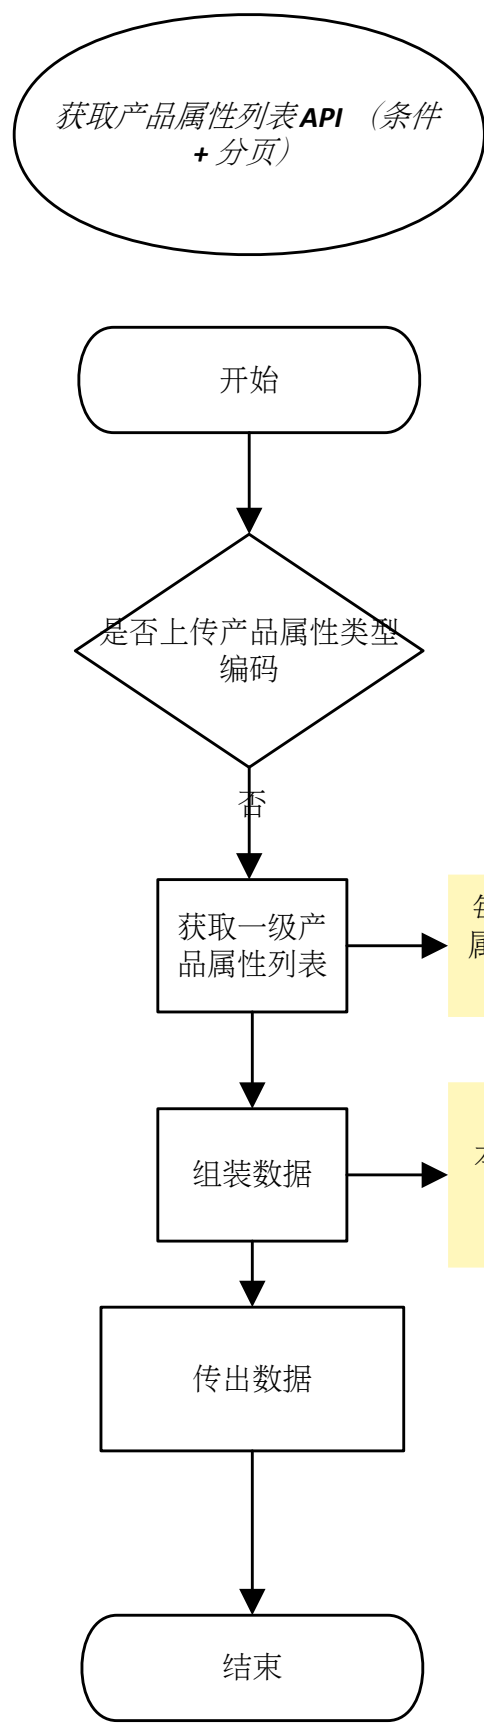 获取产品属性列表API （条件
+ 分页）
开始
是否上传产品属性类型
编码
否
获取一级产
品属性列表
属
组装数据
传出数据
结束